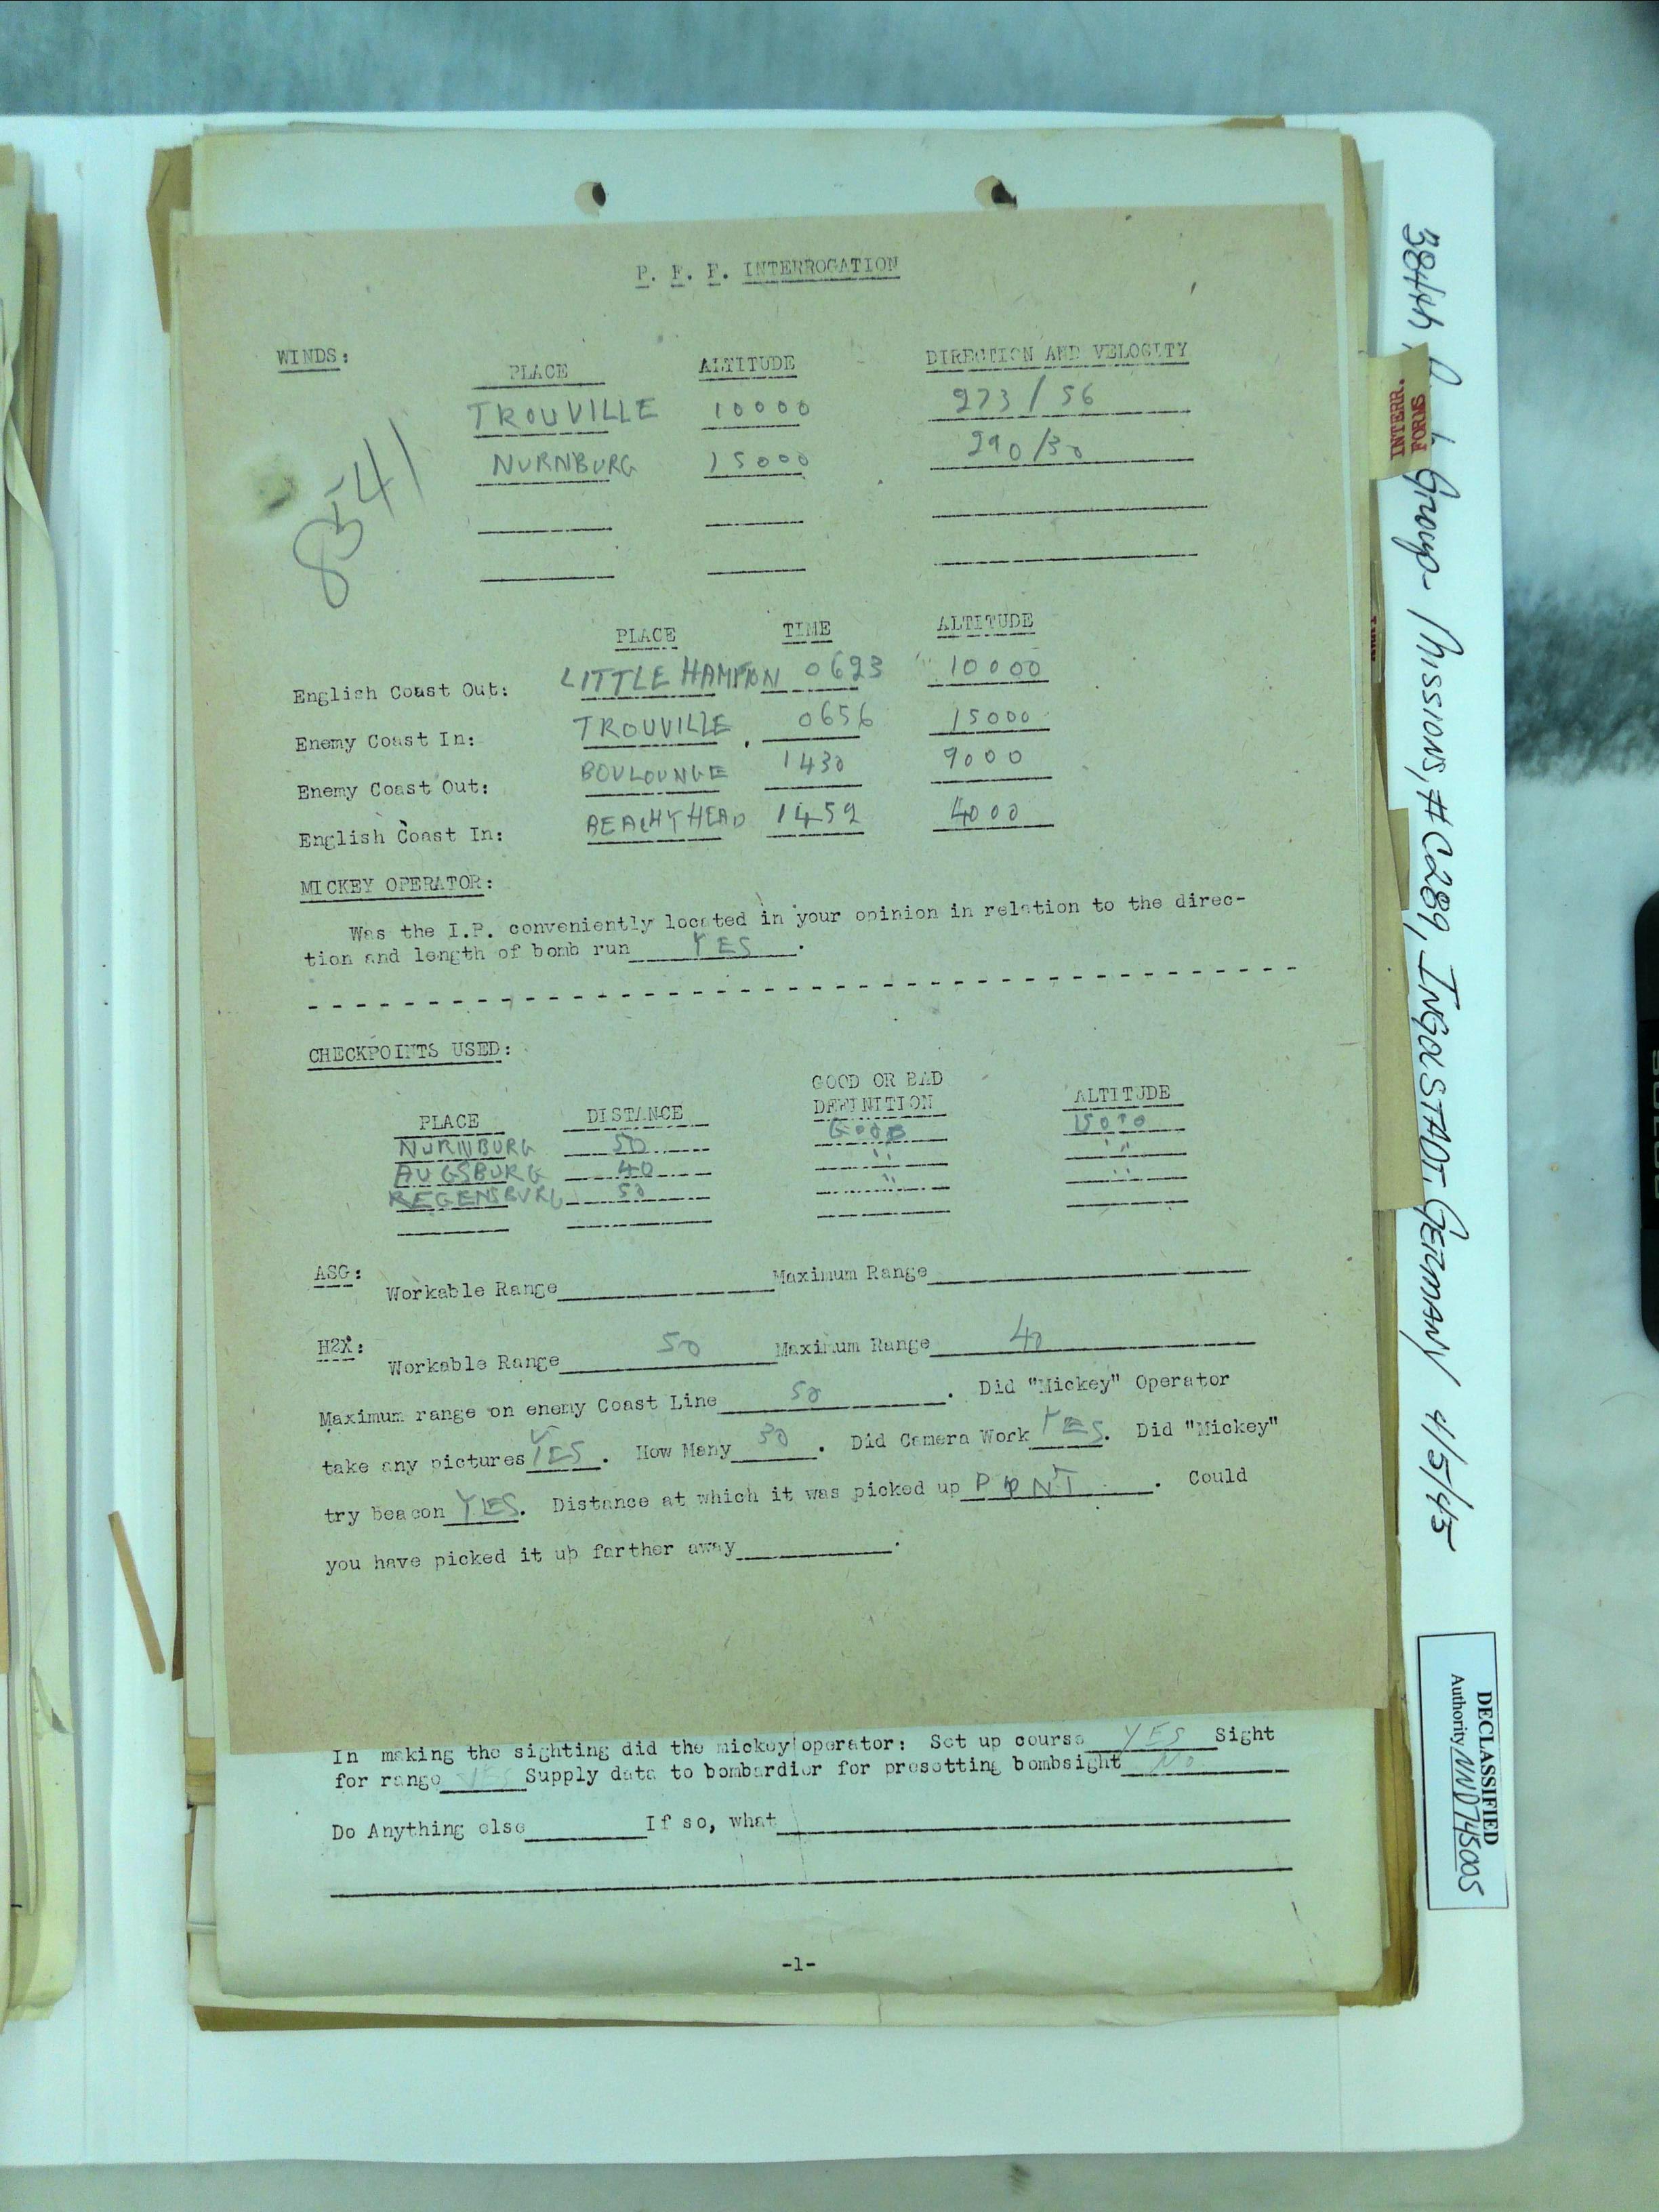 P. F. F. INTERROGATION
WINDS: PLACE ALTITUDE DIRECTION AND VELOCITY
TROUVILLE 10000 273/56
NURNBURG 15000 290/30
8541
PLACE TIME ALTITUDE
English Coast Out: LITTLE HAMPTON 0623 10000
Enemy Coast In: TROUVILLE 0656 15000
Enemy Coast Out: BOULOUNGE 1430 9000
English Coast In: BEACHY HEAD 1452 4000
MICKEY OPERATOR:
Was the I.P. conveniently located in your opinion in relation to the direc-
tion and length of bomb run YES.
CHECKPOINTS USED:
GOOD OR BAD
PLACE DISTANCE DEFINITION ALTITUDE
NURNBURG 50 GOOD 15000
AUGSBURG 40 " "
REGENSBURG 50 " "
ASG: Workable Range Maximum Range
H2X: Workable Range 50 Maximum Range 40
Maximum range on enemy Coast Line 50. Did "Mickey" Operator
take any pictures YES. How Many 30. Did Camera Work YES. Did "Mickey"
try beacon YES. Distance at which it was picked up. Could
you have picked it up farther away.
In making the sighting did the mickey operator: Set up course YES Sight
for range YES Supply data to bombardier for presetting bombsight NO
Do Anything else If so, what
-1-
INTERR.
FORMS
384th Group - Missions, #Cd289, INGOLSTADT, GERMANY 4/5/45
DECLASSIFIED
Authority NND745005